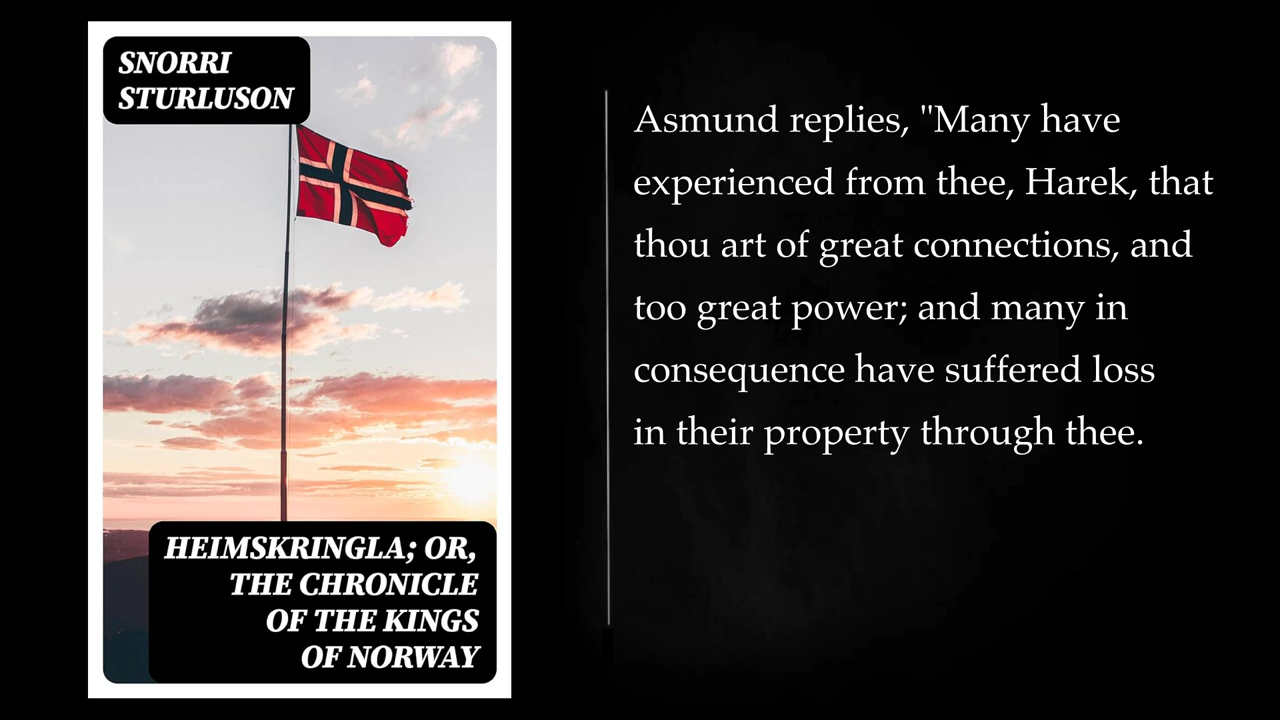 SNORRI
STURLUSON
HEIMSKRINGLA; OR,
THE CHRONICLE
OF THE KINGS
OF NORWAY
Asmund replies, "Many have
experienced from thee, Harek, that
thou art of great connections, and
too great power; and many in
consequence have suffered loss
in their property through thee.